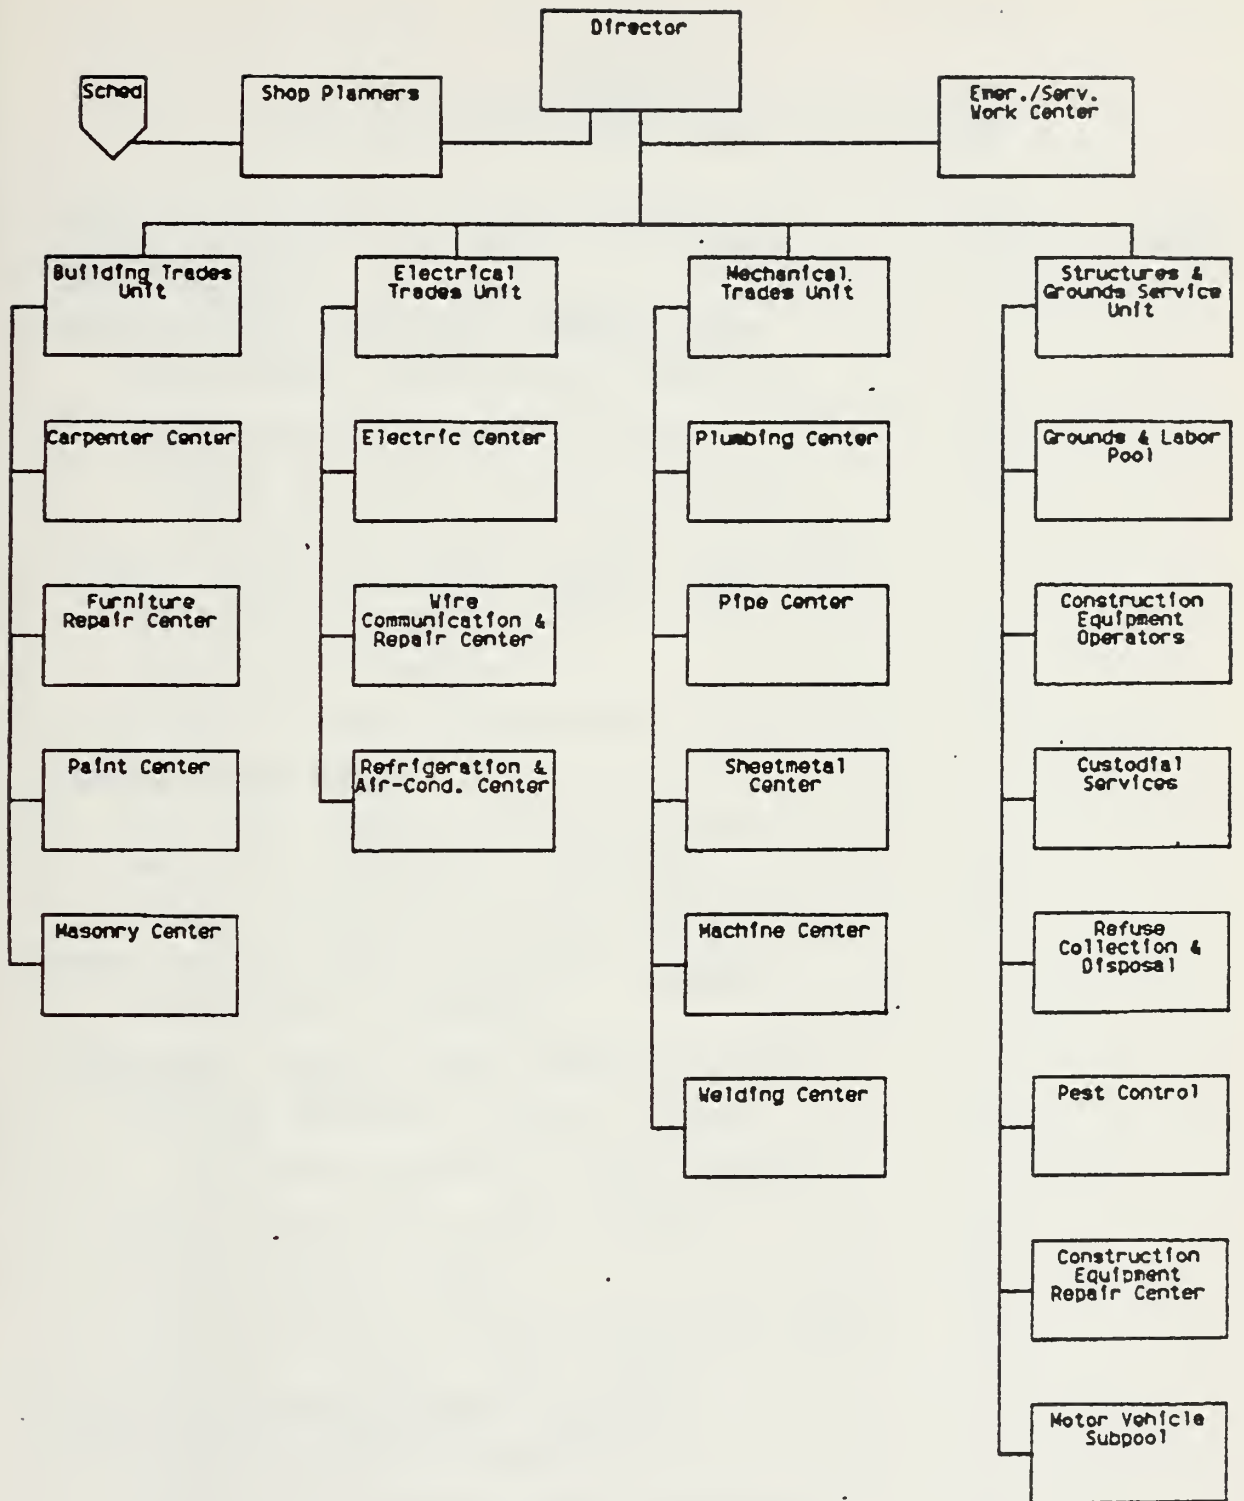 Director
Sched
Shop Planners
Emer./Serv.
Work Center
Building Trades
Unit
Electrical
Trades Unit
Mechanical.
Trades Unit
Structures &
Grounds Service
Unit
Carpenter Center
Electric Center
Plumbing Center
Grounds & Labor
Pool
Furniture
Repair Center
Wire
Communication &
Repair Center
Pipe Center
Construction
Equipment
Operators
Paint Center
Refrigeration &
Air-Cond. Center
Sheetmetal
Center
Custodial
Services
Masonry Center
Machine Center
Refuse
Collection &
Disposal
Welding Center
Pest Control
Construction
Equipment
Repair Center
Motor Vehicle
Subpool